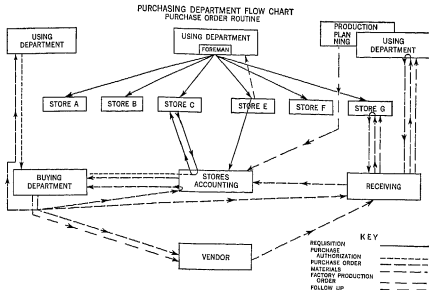 PURCHASING DEPARTMENT FLOW CHART
PURCHASE ORDER ROUTINE
USING
DEPARTMENT
USING DEPARTMENT
FOREMAN
PRODUCTION
PLAN
NING
USING
DEPARTMENT
STORE A
STORE B
STORE C
STORE E
STORE F
STORE G
BUYING
DEPARTMENT
STORES
ACCOUNTING
RECEIVING
VENDOR
KEY
REQUISITION
PURCHASE
AUTHORIZATION
PURCHASE ORDER
MATERIALS
FACTORY PRODUCTION
ORDER
FOLLOW UP